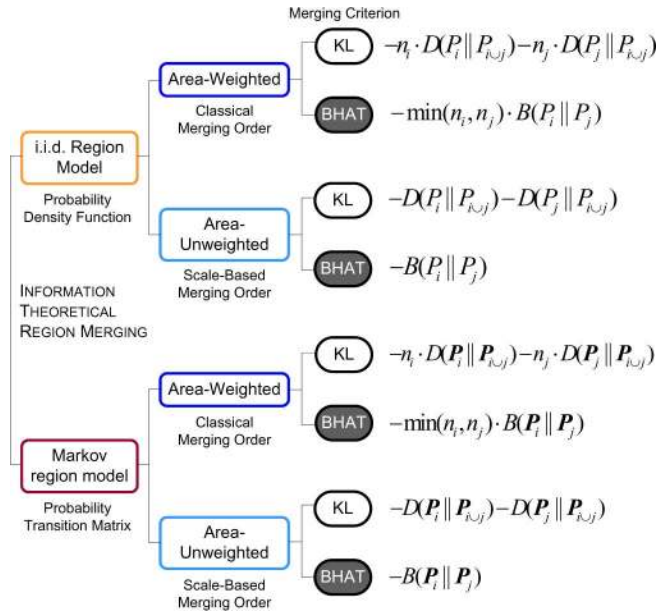 Merging Criterion
KL
−n_i · D(P_i || P_{i∪j}) − n_j · D(P_j || P_{i∪j})
Area-Weighted
Classical
Merging Order
BHAT
−min(n_i, n_j) · B(P_i || P_j)
i.i.d. Region
Model
Probability
Density Function
KL
−D(P_i || P_{i∪j}) − D(P_j || P_{i∪j})
Area-
Unweighted
Scale-Based
Merging Order
BHAT
−B(P_i || P_j)
INFORMATION
THEORETICAL
REGION MERGING
KL
−n_i · D(𝑷_i || 𝑷_{i∪j}) − n_j · D(𝑷_j || 𝑷_{i∪j})
Area-Weighted
Classical
Merging Order
BHAT
−min(n_i, n_j) · B(𝑷_i || 𝑷_j)
Markov
region model
Probability
Transition Matrix
KL
−D(𝑷_i || 𝑷_{i∪j}) − D(𝑷_j || 𝑷_{i∪j})
Area-
Unweighted
Scale-Based
Merging Order
BHAT
−B(𝑷_i || 𝑷_j)